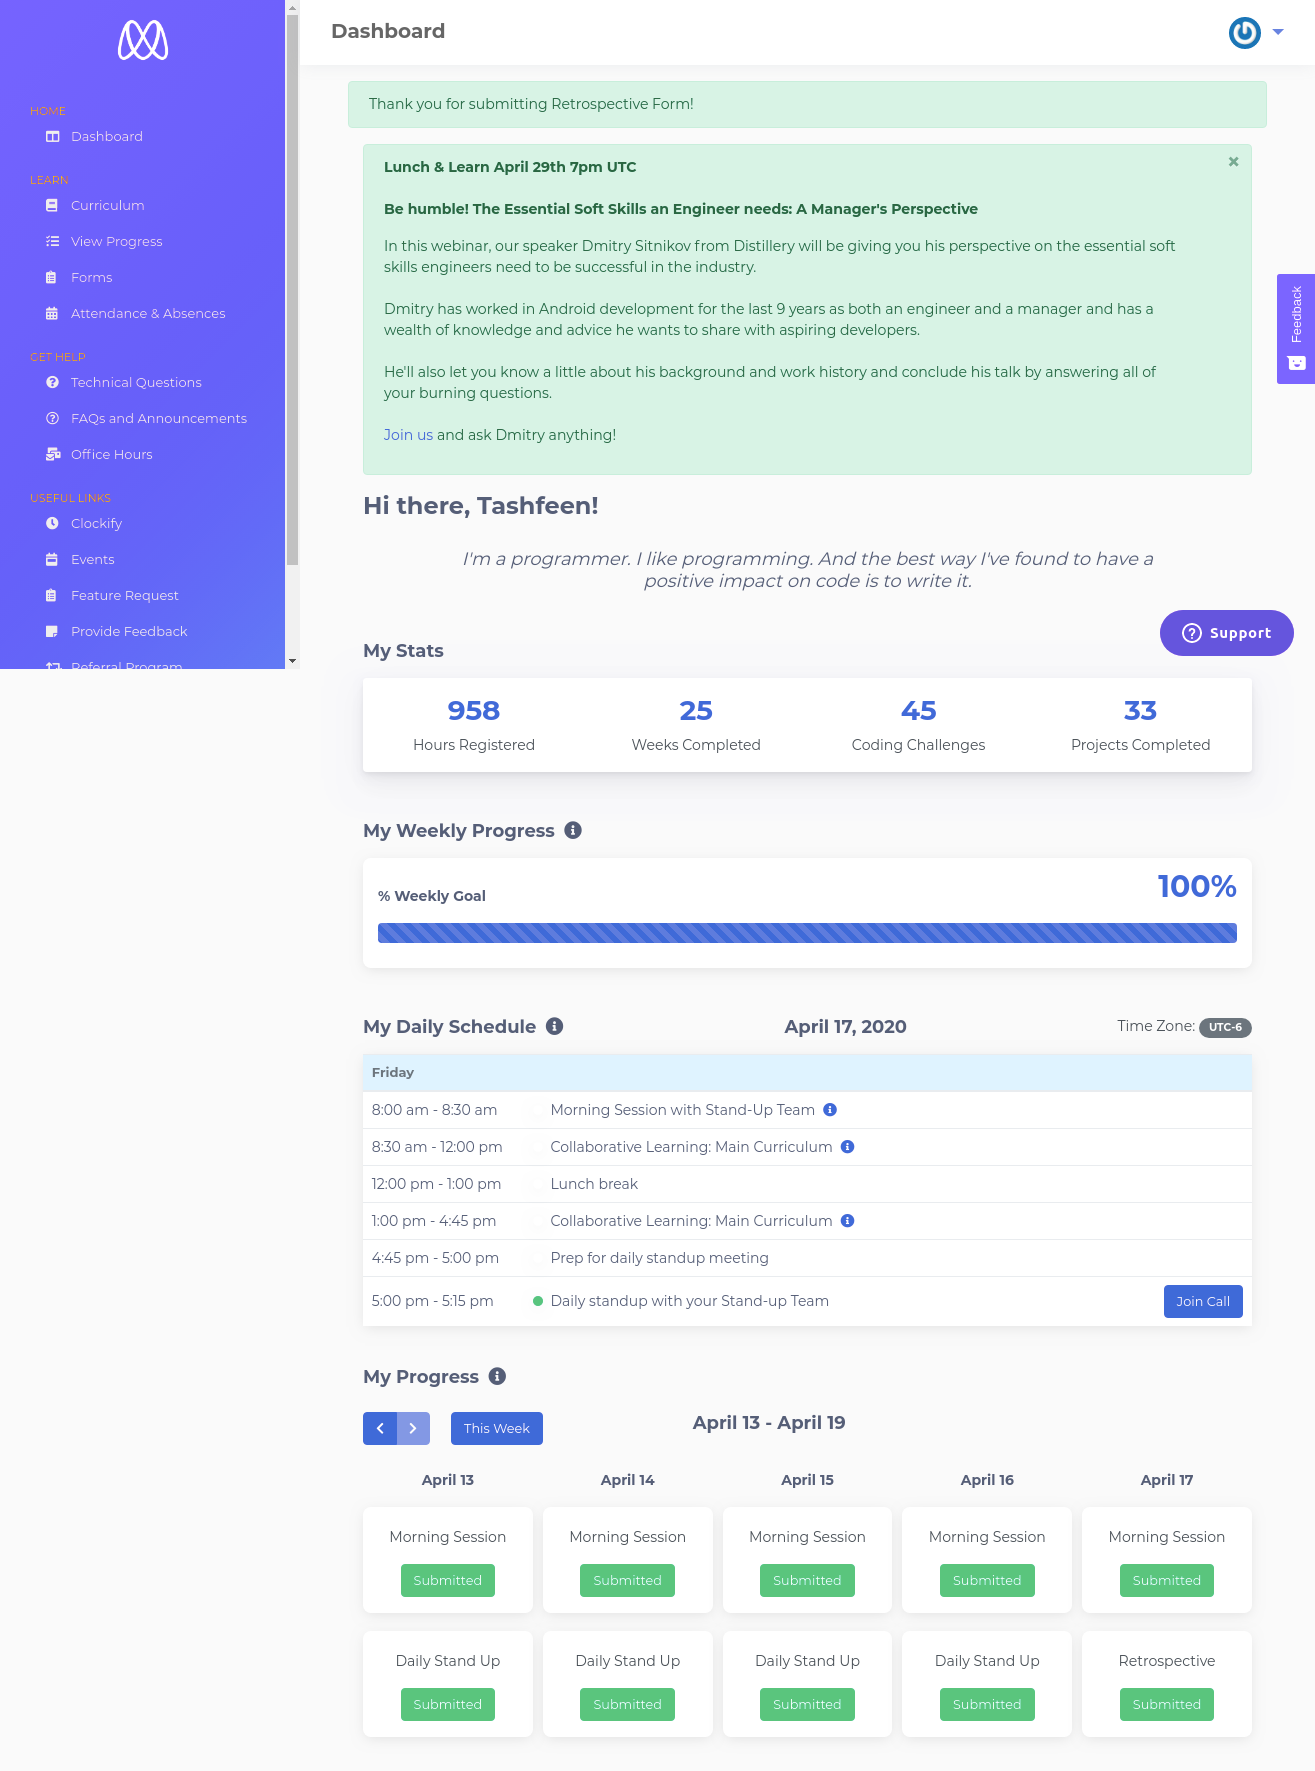 HOME
Dashboard
LEARN
Curriculum
View Progress
Forms
Attendance & Absences
GET HELP
Technical Questions
FAQs and Announcements
Office Hours
USEFUL LINKS
Clockify
Events
Feature Request
Provide Feedback
Referral Program
Dashboard
Thank you for submitting Retrospective Form!
Lunch & Learn April 29th 7pm UTC
×
Be humble! The Essential Soft Skills an Engineer needs: A Manager's Perspective
In this webinar, our speaker Dmitry Sitnikov from Distillery will be giving you his perspective on the essential soft
skills engineers need to be successful in the industry.
Dmitry has worked in Android development for the last 9 years as both an engineer and a manager and has a
wealth of knowledge and advice he wants to share with aspiring developers.
He'll also let you know a little about his background and work history and conclude his talk by answering all of
your burning questions.
Join us and ask Dmitry anything!
Feedback
Hi there, Tashfeen!
I'm a programmer. I like programming. And the best way I've found to have a
positive impact on code is to write it.
Support
My Stats
958 25 45 33
Hours Registered Weeks Completed Coding Challenges Projects Completed
My Weekly Progress
% Weekly Goal 100%
My Daily Schedule April 17, 2020 Time Zone: UTC-6
Friday
8:00 am - 8:30 am Morning Session with Stand-Up Team
8:30 am - 12:00 pm Collaborative Learning: Main Curriculum
12:00 pm - 1:00 pm Lunch break
1:00 pm - 4:45 pm Collaborative Learning: Main Curriculum
4:45 pm - 5:00 pm Prep for daily standup meeting
5:00 pm - 5:15 pm Daily standup with your Stand-up Team Join Call
My Progress
This Week April 13 - April 19
April 13 April 14 April 15 April 16 April 17
Morning Session Morning Session Morning Session Morning Session Morning Session
Submitted Submitted Submitted Submitted Submitted
Daily Stand Up Daily Stand Up Daily Stand Up Daily Stand Up Retrospective
Submitted Submitted Submitted Submitted Submitted